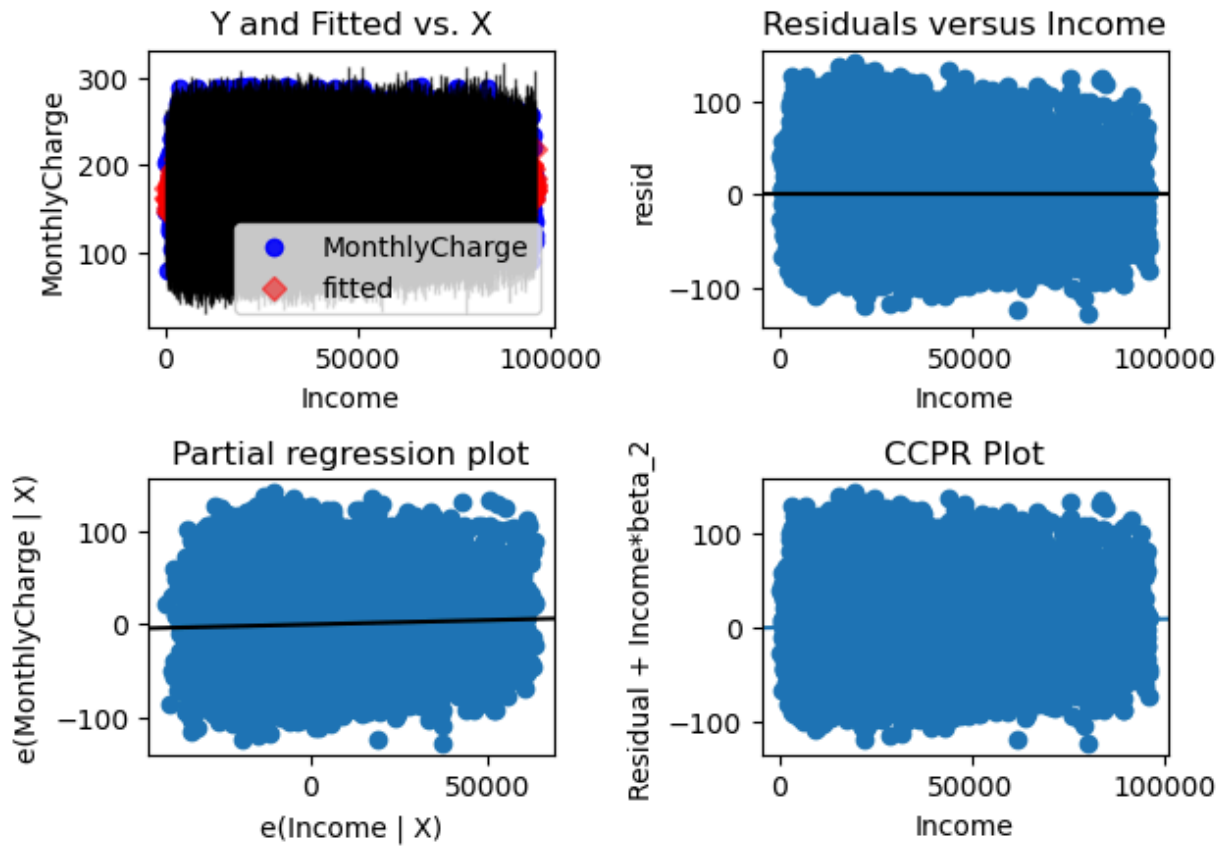 Y and Fitted vs. X
MonthlyCharge
300
200
100
MonthlyCharge
fitted
0
50000
100000
Income
Residuals versus Income
resid
100
0
−100
0
50000
100000
Income
Partial regression plot
e(MonthlyCharge | X)
100
0
−100
0
50000
e(Income | X)
CCPR Plot
Residual + Income*beta_2
100
0
−100
0
50000
100000
Income